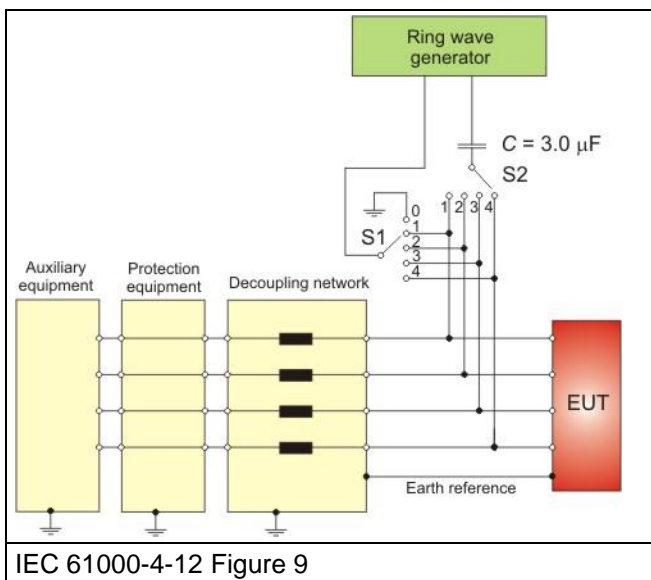 Ring wave
generator
C = 3.0 μF
S2
1 2 3 4
0
1
S1
2
3
4
Auxiliary
equipment
Protection
equipment
Decoupling network
EUT
Earth reference
IEC 61000-4-12 Figure 9